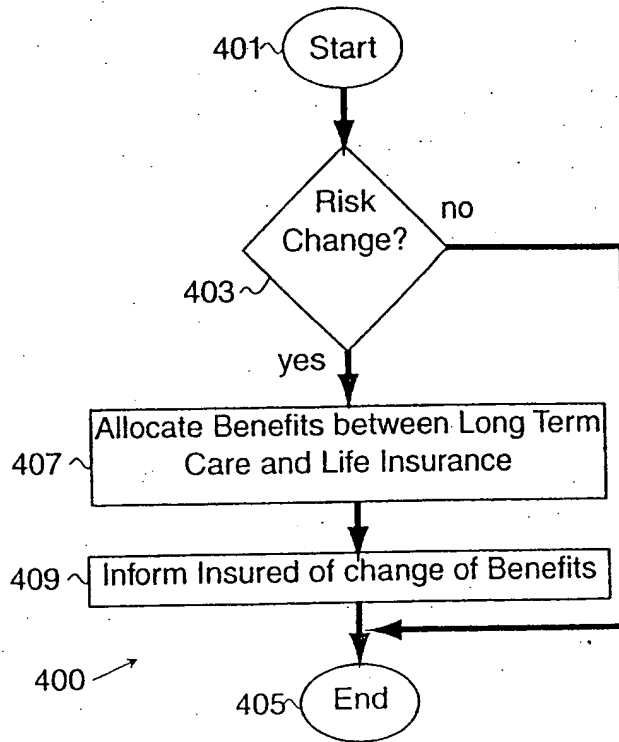 401
Start
Risk
Change?
no
403
yes
Allocate Benefits between Long Term
Care and Life Insurance
407
Inform Insured of change of Benefits
409
400
405
End